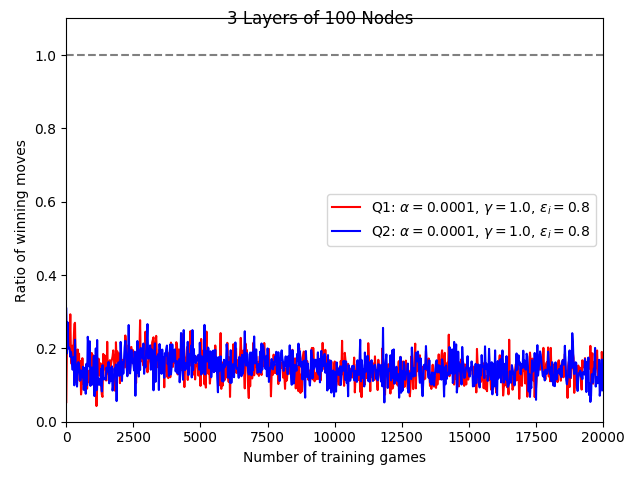 3 Layers of 100 Nodes
Ratio of winning moves
1.0
0.8
0.6
0.4
0.2
0.0
Q1: α = 0.0001, γ = 1.0, εᵢ = 0.8
Q2: α = 0.0001, γ = 1.0, εᵢ = 0.8
0 2500 5000 7500 10000 12500 15000 17500 20000
Number of training games